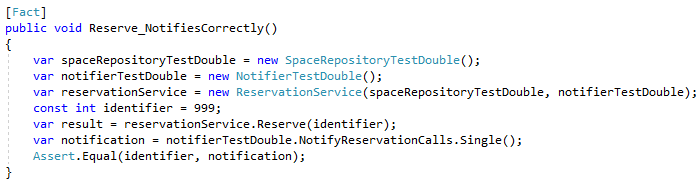 [Fact]
public void Reserve_NotifiesCorrectly()
{
    var spaceRepositoryTestDouble = new SpaceRepositoryTestDouble();
    var notifierTestDouble = new NotifierTestDouble();
    var reservationService = new ReservationService(spaceRepositoryTestDouble, notifierTestDouble);
    const int identifier = 999;
    var result = reservationService.Reserve(identifier);
    var notification = notifierTestDouble.NotifyReservationCalls.Single();
    Assert.Equal(identifier, notification);
}